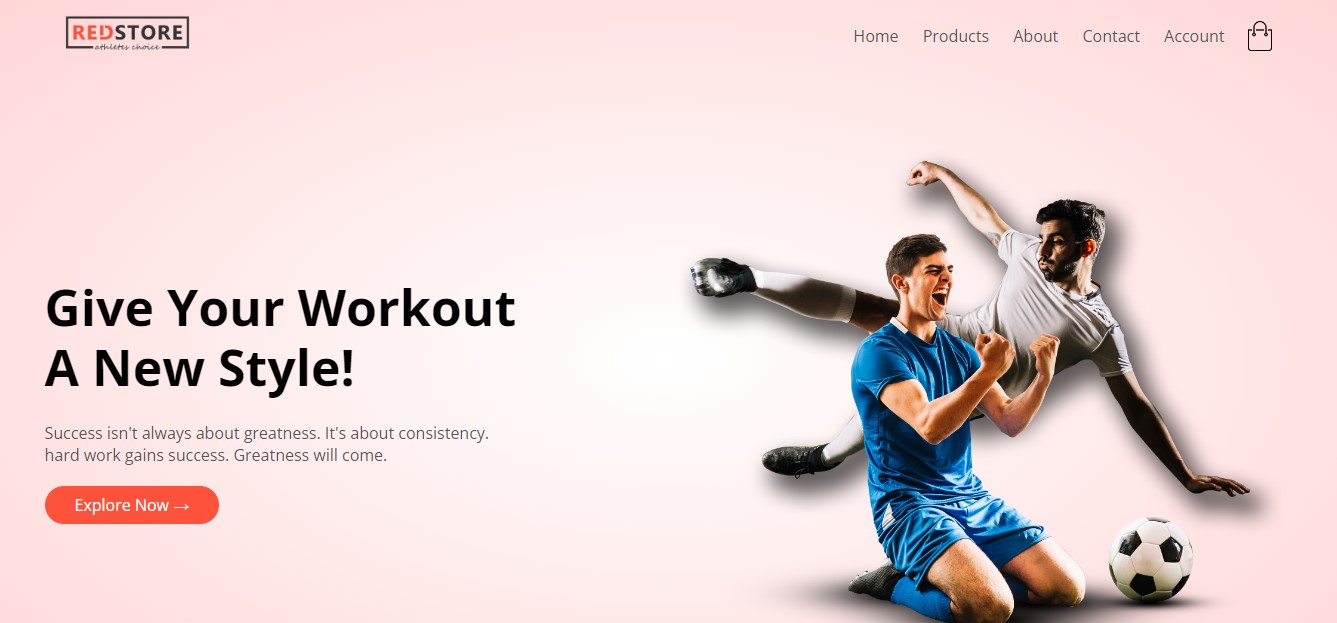 REDSTORE
athletes choice
Home Products About Contact Account
Give Your Workout
A New Style!
Success isn't always about greatness. It's about consistency.
hard work gains success. Greatness will come.
Explore Now →